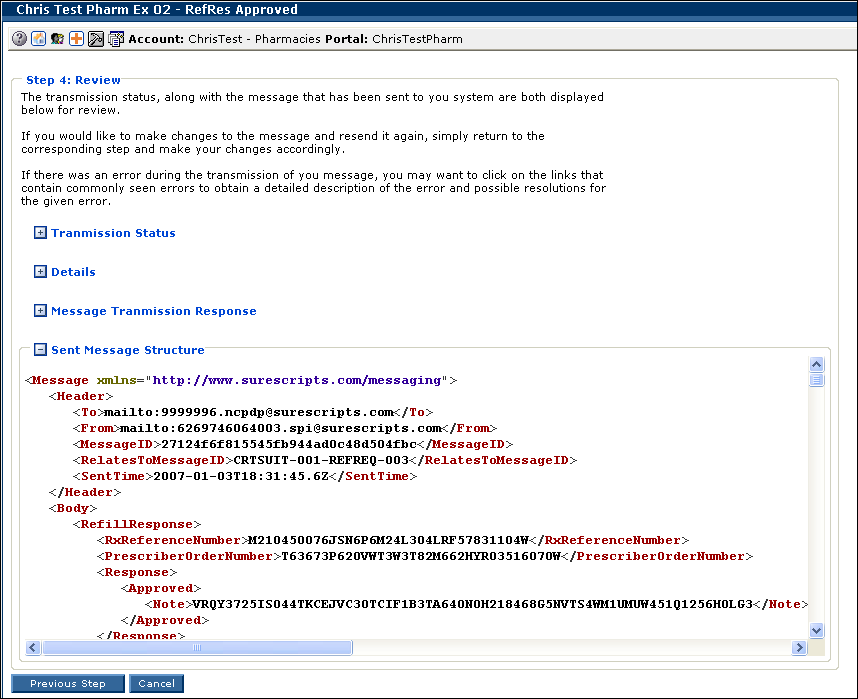 Chris Test Pharm Ex 02 - RefRes Approved
Account: ChrisTest - Pharmacies Portal: ChrisTestPharm
Step 4: Review
The transmission status, along with the message that has been sent to you system are both displayed
below for review.
If you would like to make changes to the message and resend it again, simply return to the
corresponding step and make your changes accordingly.
If there was an error during the transmission of you message, you may want to click on the links that
contain commonly seen errors to obtain a detailed description of the error and possible resolutions for
the given error.
Tranmission Status
Details
Message Tranmission Response
Sent Message Structure
<Message xmlns="http://www.surescripts.com/messaging">
<Header>
<To>mailto:9999996.ncpdp@surescripts.com</To>
<From>mailto:6269746064003.spi@surescripts.com</From>
<MessageID>27124f6f815545fb944ad0c48d504fbc</MessageID>
<RelatesToMessageID>CRTSUIT-001-REFREQ-003</RelatesToMessageID>
<SentTime>2007-01-03T18:31:45.6Z</SentTime>
</Header>
<Body>
<RefillResponse>
<RxReferenceNumber>M210450076JSN6P6M24L304LRF57831104W</RxReferenceNumber>
<PrescriberOrderNumber>T63673P620VWT3W3T82M662HYR03516070W</PrescriberOrderNumber>
<Response>
<Approved>
<Note>VRQY3725IS044TKCEJVC30TCIF1B3TA640N0H218468G5NVTS4WM1UMUW451Q1256H0LG3</Note>
</Approved>
</Response>
Previous Step
Cancel